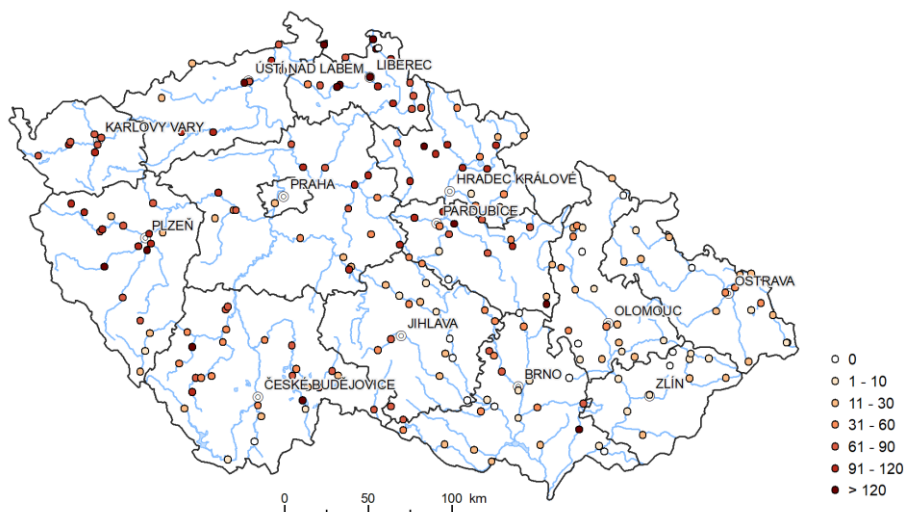 ÚSTÍ NAD LABEM
LIBEREC
KARLOVY VARY
HRADEC KRÁLOVÉ
PRAHA
PARDUBICE
PLZEŇ
OSTRAVA
OLOMOUC
JIHLAVA
BRNO
ZLÍN
ČESKÉ BUDĚJOVICE
0
1 - 10
11 - 30
31 - 60
61 - 90
91 - 120
> 120
0 50 100 km